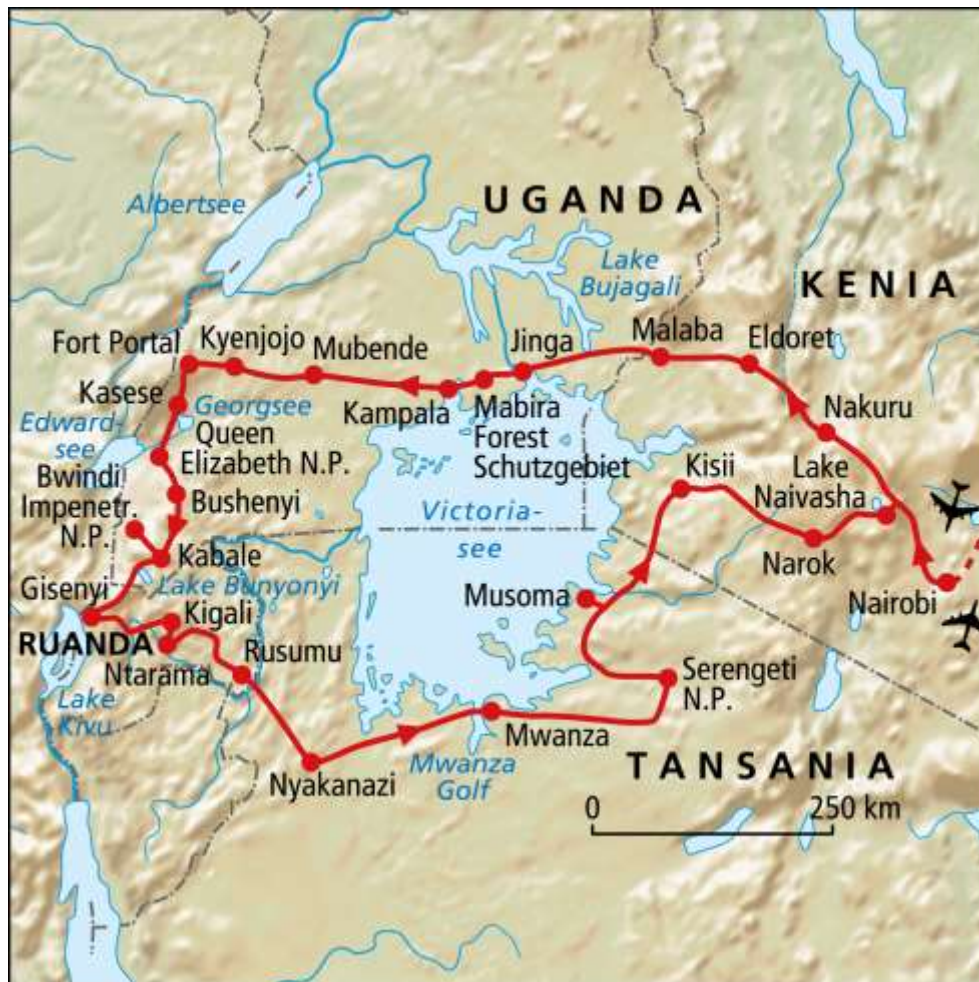 UGANDA
Albertsee
Lake
Bujagali
KENIA
Fort Portal
Kyenjojo
Mubende
Jinga
Malaba
Eldoret
Kasese
Georgsee
Kampala
Mabira
Forest
Schutzgebiet
Nakuru
Edward-
see
Queen
Elizabeth N.P.
Kisii
Lake
Naivasha
Bwindi
Impenetr.
N.P.
Bushenyi
Victoria-
see
Narok
Kabale
Lake Bunyonyi
Gisenyi
Kigali
Musoma
Nairobi
RUANDA
Ntarama
Rusumu
Serengeti
N.P.
Lake
Kivu
Mwanza
Nyakanazi
Mwanza
Golf
TANSANIA
0
250 km